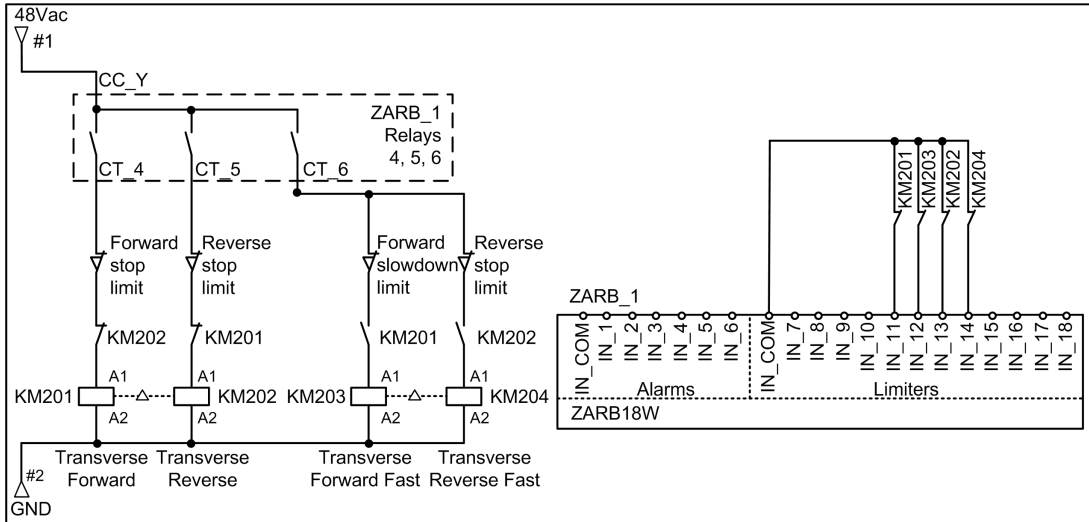 48Vac
#1
CC_Y
ZARB_1
Relays
4, 5, 6
CT_4
CT_5
CT_6
Forward
stop
limit
Reverse
stop
limit
Forward
slowdown
limit
Reverse
stop
limit
KM202
KM201
KM201
KM202
A1
A1
A1
A1
KM201
KM202
KM203
KM204
A2
A2
A2
A2
#2
GND
Transverse
Forward
Transverse
Reverse
Transverse
Forward Fast
Transverse
Reverse Fast
KM201
KM203
KM202
KM204
ZARB_1
IN_COM
IN_1
IN_2
IN_3
IN_4
IN_5
IN_6
IN_COM
IN_7
IN_8
IN_9
IN_10
IN_11
IN_12
IN_13
IN_14
IN_15
IN_16
IN_17
IN_18
Alarms
Limiters
ZARB18W